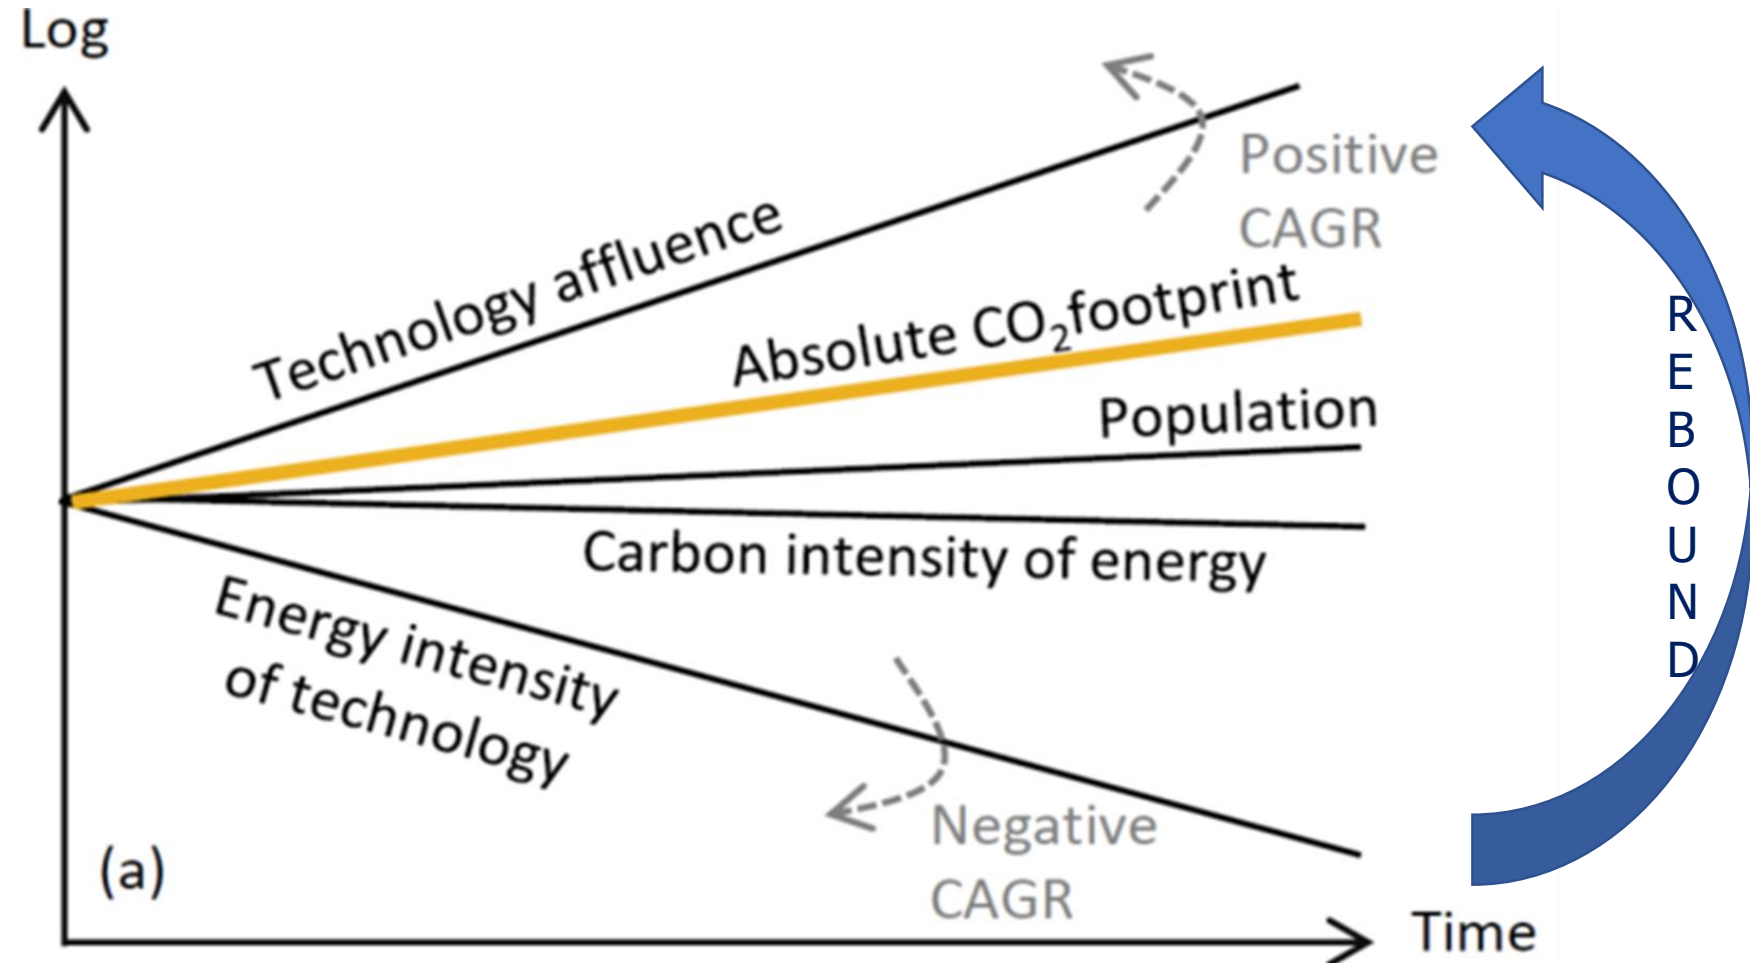 Log
Technology affluence
Positive
CAGR
Absolute CO₂footprint
Population
Carbon intensity of energy
Energy intensity
of technology
Negative
CAGR
(a)
Time
R
E
B
O
U
N
D